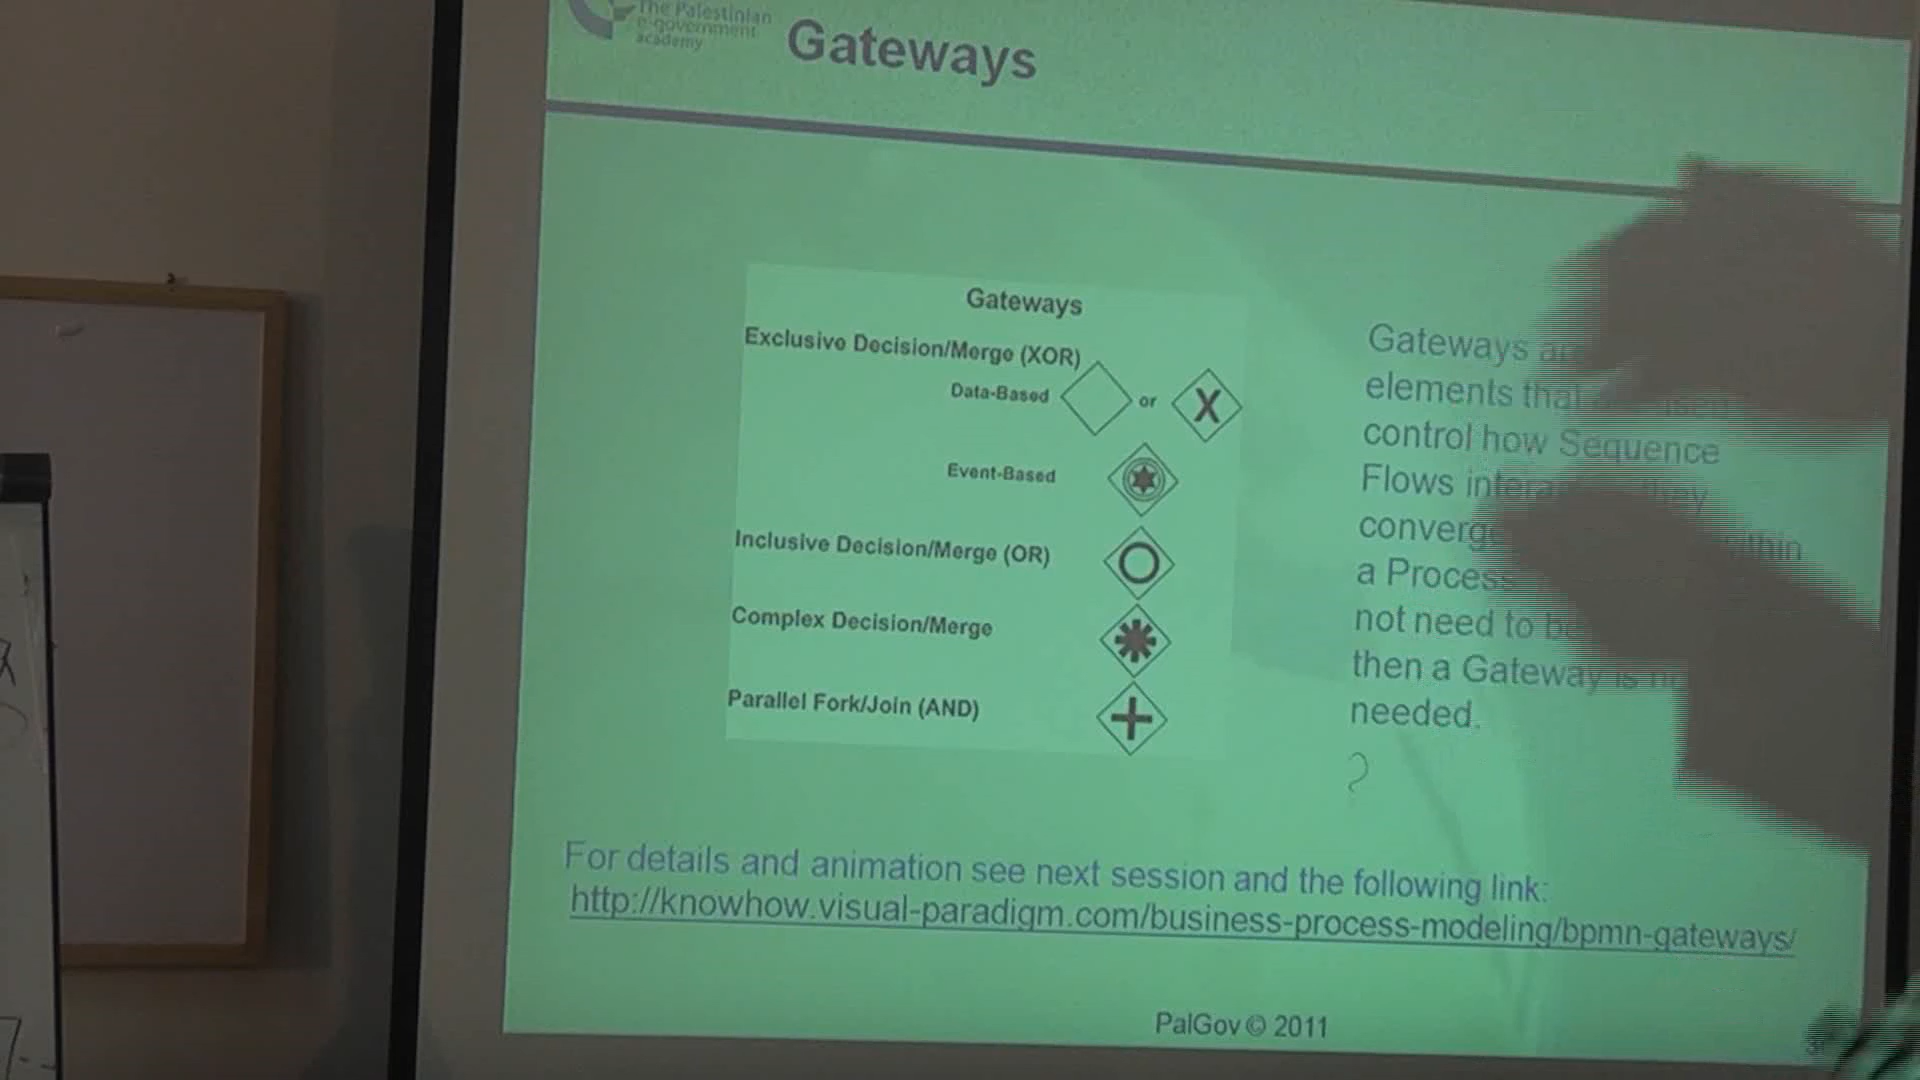 The Palestinian
e-government
academy
Gateways
Gateways
Exclusive Decision/Merge (XOR)
Data-Based or X
Event-Based
Inclusive Decision/Merge (OR)
Complex Decision/Merge
Parallel Fork/Join (AND)
Gateways
elements that
control how Sequence
Flows
a Process
not need to
then a Gateway is
needed.
For details and animation see next session and the following link:
http://knowhow.visual-paradigm.com/business-process-modeling/bpmn-gateways/
PalGov © 2011